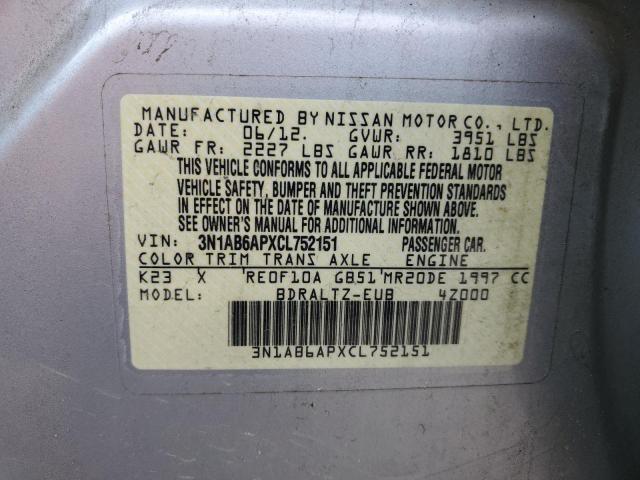 MANUFACTURED BY NISSAN MOTOR CO., LTD.
DATE: 06/12. GVWR: 3951 LBS
GAWR FR: 2227 LBS GAWR RR: 1810 LBS
THIS VEHICLE CONFORMS TO ALL APPLICABLE FEDERAL MOTOR
VEHICLE SAFETY, BUMPER AND THEFT PREVENTION STANDARDS
IN EFFECT ON THE DATE OF MANUFACTURE SHOWN ABOVE.
SEE OWNER'S MANUAL FOR ADDITIONAL INFORMATION.
VIN: 3N1AB6APXCL752151 PASSENGER CAR.
COLOR TRIM TRANS AXLE ENGINE
K23 X RE0F10A GB51 MR20DE 1997 CC
MODEL: BDRALTZ-EUB 4Z000
3N1AB6APXCL752151